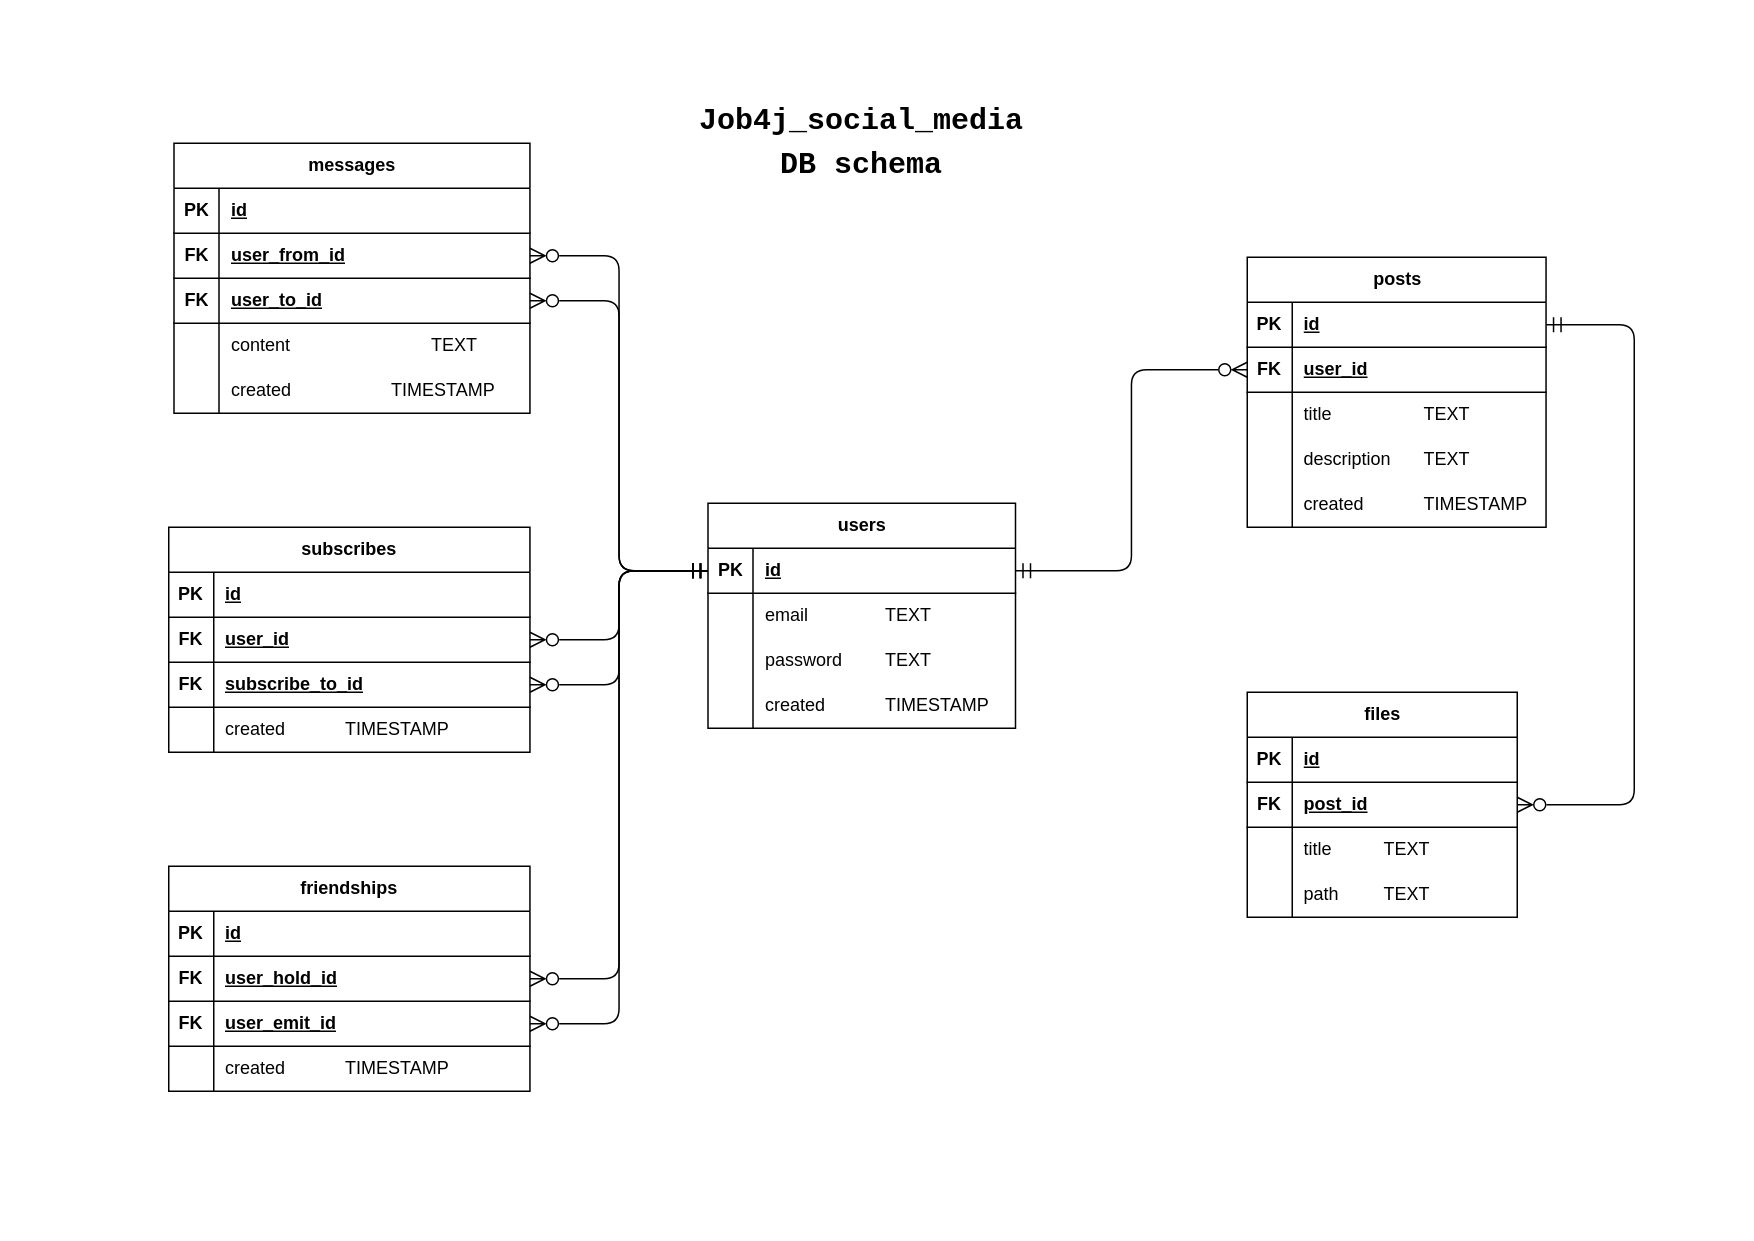 Job4j_social_media
DB schema
messages
PK id
FK user_from_id
FK user_to_id
content TEXT
created TIMESTAMP
subscribes
PK id
FK user_id
FK subscribe_to_id
created TIMESTAMP
friendships
PK id
FK user_hold_id
FK user_emit_id
created TIMESTAMP
users
PK id
email TEXT
password TEXT
created TIMESTAMP
posts
PK id
FK user_id
title TEXT
description TEXT
created TIMESTAMP
files
PK id
FK post_id
title TEXT
path TEXT